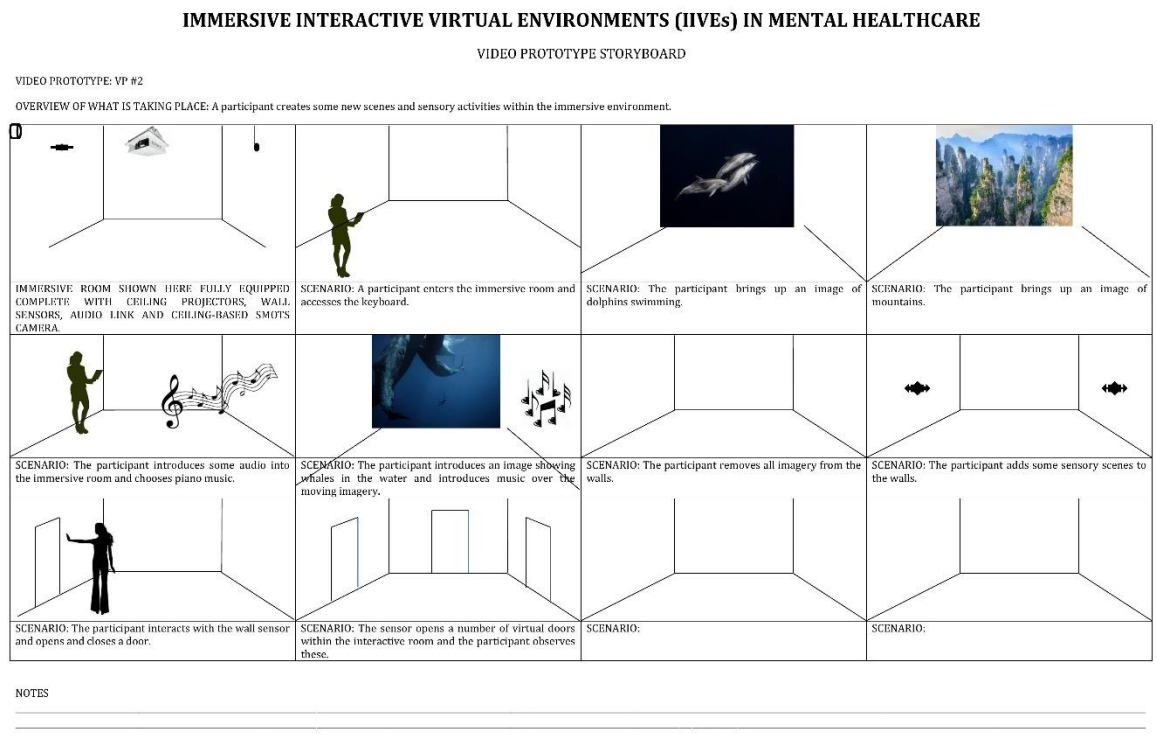 IMMERSIVE INTERACTIVE VIRTUAL ENVIRONMENTS (IIVEs) IN MENTAL HEALTHCARE
VIDEO PROTOTYPE STORYBOARD
VIDEO PROTOTYPE: VP #2
OVERVIEW OF WHAT IS TAKING PLACE: A participant creates some new scenes and sensory activities within the immersive environment.
IMMERSIVE ROOM SHOWN HERE FULLY EQUIPPED
COMPLETE WITH CEILING PROJECTORS, WALL
SENSORS, AUDIO LINK AND CEILING-BASED SMOTS
CAMERA.
SCENARIO: A participant enters the immersive room and
accesses the keyboard.
SCENARIO: The participant brings up an image of
dolphins swimming.
SCENARIO: The participant brings up an image of
mountains.
SCENARIO: The participant introduces some audio into
the immersive room and chooses piano music.
SCENARIO: The participant introduces an image showing
whales in the water and introduces music over the
moving imagery.
SCENARIO: The participant removes all imagery from the
walls.
SCENARIO: The participant adds some sensory scenes to
the walls.
SCENARIO: The participant interacts with the wall sensor
and opens and closes a door.
SCENARIO: The sensor opens a number of virtual doors
within the interactive room and the participant observes
these.
SCENARIO:
SCENARIO:
NOTES